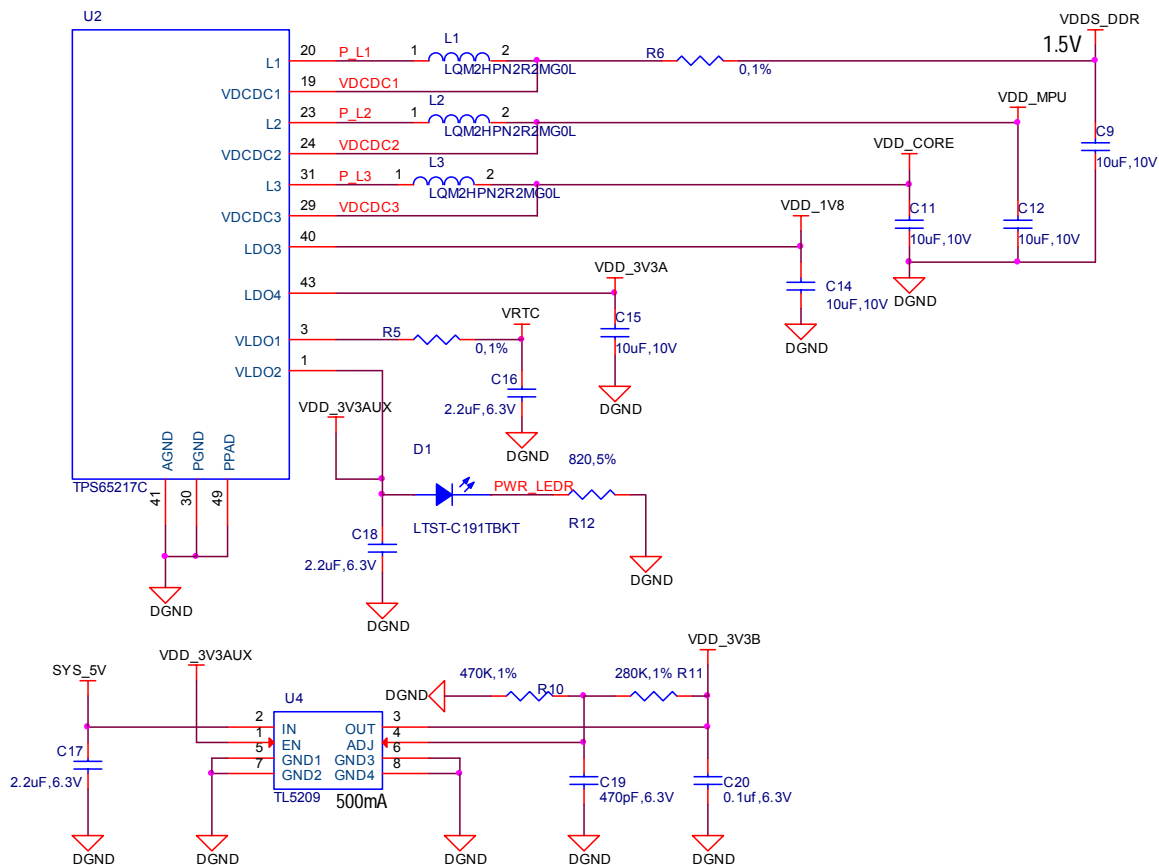 U2
VDDS_DDR
20 P_L1 1 L1 2 R6 1.5V
L1 LQM2HPN2R2MG0L 0,1%
19 VDCDC1
VDCDC1 L2 VDD_MPU
23 P_L2 1 2
L2 LQM2HPN2R2MG0L
24 VDCDC2 C9
VDCDC2 L3 VDD_CORE 10uF,10V
31 P_L3 1 2
L3 LQM2HPN2R2MG0L
29 VDCDC3 VDD_1V8 C11 C12
VDCDC3 10uF,10V 10uF,10V
40
LDO3 VDD_3V3A
43 C14 DGND
LDO4 10uF,10V
3 R5 VRTC C15
VLDO1 0,1% 10uF,10V DGND
1
VLDO2 C16
VDD_3V3AUX 2.2uF,6.3V DGND
AGND PGND PPAD D1 DGND
820,5%
TPS65217C PWR_LEDR
41 30 49
LTST-C191TBKT R12
C18
2.2uF,6.3V
DGND
DGND
DGND
VDD_3V3B
VDD_3V3AUX
SYS_5V 470K,1% 280K,1% R11
U4 DGND R10
2 IN OUT 3
1 EN ADJ 4
C17 5 GND1 GND3 6
7 GND2 GND4 8
2.2uF,6.3V C19 C20
TL5209 500mA 470pF,6.3V 0.1uf,6.3V
DGND DGND DGND DGND DGND